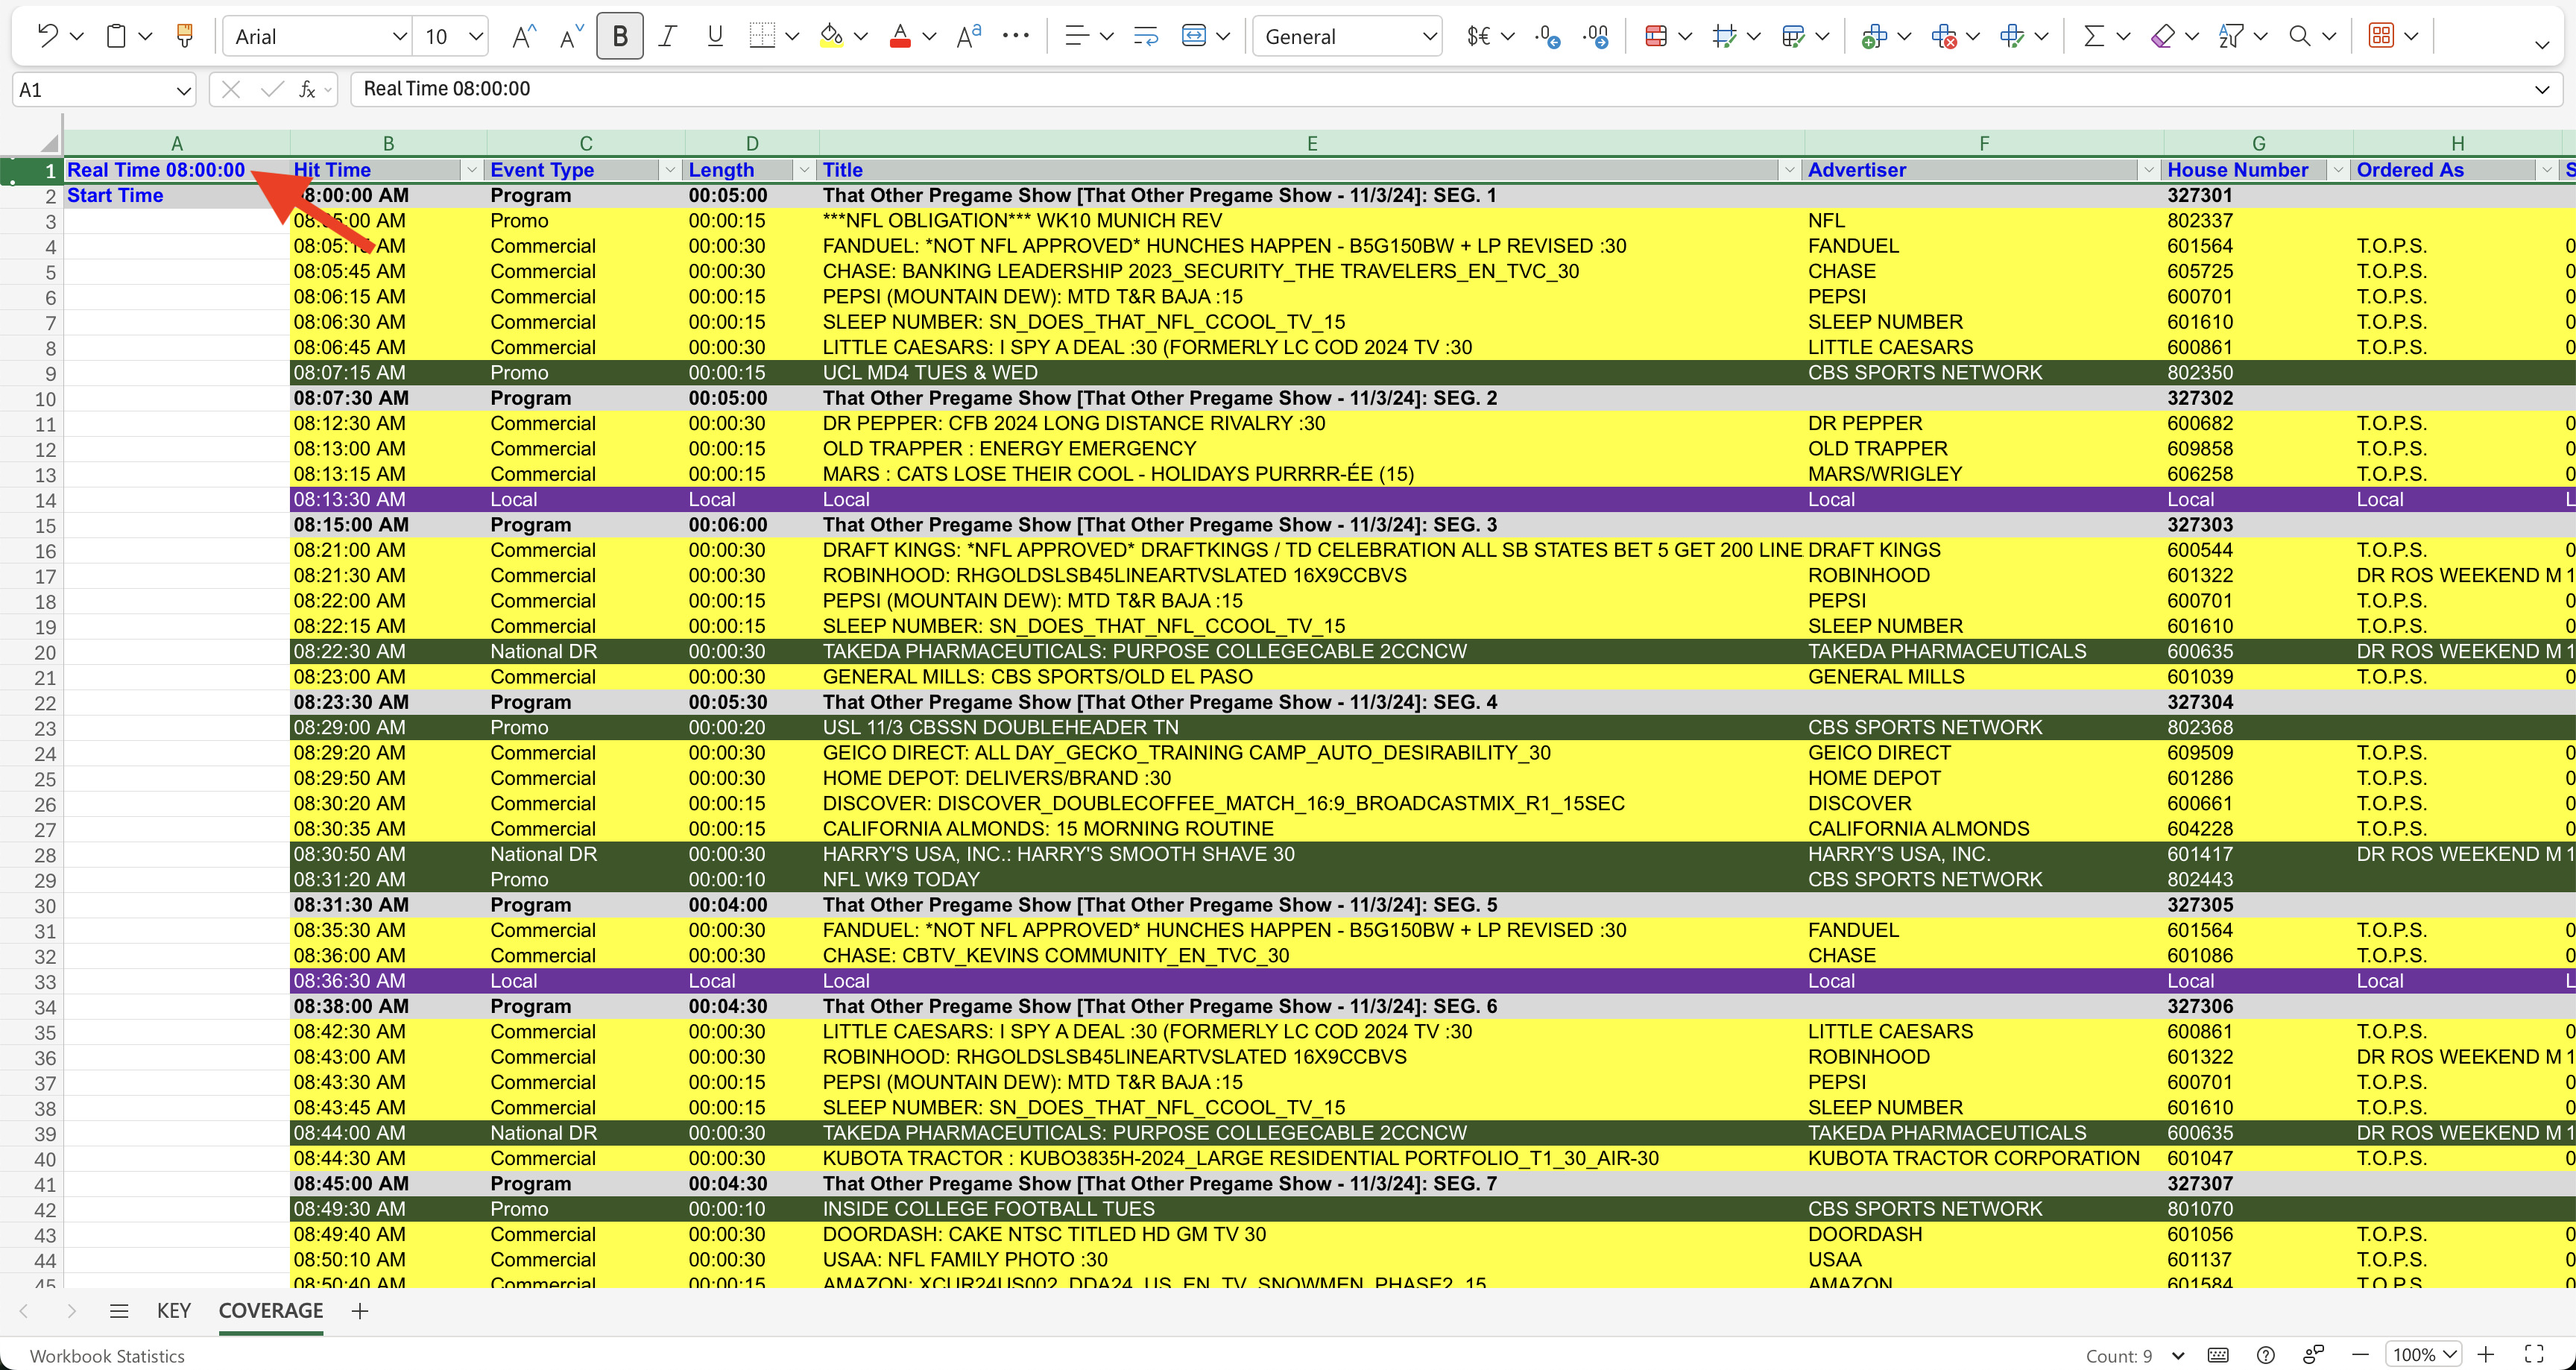 Arial 10 B I U A Aa ... General $€ .0 .00
A1 fx Real Time 08:00:00
A B C D E F G H
1 Real Time 08:00:00 Hit Time Event Type Length Title Advertiser House Number Ordered As S
2 Start Time 08:00:00 AM Program 00:05:00 That Other Pregame Show [That Other Pregame Show - 11/3/24]: SEG. 1 327301
3 AM Promo 00:00:15 ***NFL OBLIGATION*** WK10 MUNICH REV NFL 802337
4 AM Commercial 00:00:30 FANDUEL: *NOT NFL APPROVED* HUNCHES HAPPEN - B5G150BW + LP REVISED :30 FANDUEL 601564 T.O.P.S. 0
5 08:05:45 AM Commercial 00:00:30 CHASE: BANKING LEADERSHIP 2023_SECURITY_THE TRAVELERS_EN_TVC_30 CHASE 605725 T.O.P.S. 0
6 08:06:15 AM Commercial 00:00:15 PEPSI (MOUNTAIN DEW): MTD T&R BAJA :15 PEPSI 600701 T.O.P.S. 0
7 08:06:30 AM Commercial 00:00:15 SLEEP NUMBER: SN_DOES_THAT_NFL_CCOOL_TV_15 SLEEP NUMBER 601610 T.O.P.S. 0
8 08:06:45 AM Commercial 00:00:30 LITTLE CAESARS: I SPY A DEAL :30 (FORMERLY LC COD 2024 TV :30 LITTLE CAESARS 600861 T.O.P.S. 0
9 08:07:15 AM Promo 00:00:15 UCL MD4 TUES & WED CBS SPORTS NETWORK 802350
10 08:07:30 AM Program 00:05:00 That Other Pregame Show [That Other Pregame Show - 11/3/24]: SEG. 2 327302
11 08:12:30 AM Commercial 00:00:30 DR PEPPER: CFB 2024 LONG DISTANCE RIVALRY :30 DR PEPPER 600682 T.O.P.S. 0
12 08:13:00 AM Commercial 00:00:15 OLD TRAPPER : ENERGY EMERGENCY OLD TRAPPER 609858 T.O.P.S. 0
13 08:13:15 AM Commercial 00:00:15 MARS : CATS LOSE THEIR COOL - HOLIDAYS PURRRR-ÉE (15) MARS/WRIGLEY 606258 T.O.P.S. 0
14 08:13:30 AM Local Local Local Local Local Local L
15 08:15:00 AM Program 00:06:00 That Other Pregame Show [That Other Pregame Show - 11/3/24]: SEG. 3 327303
16 08:21:00 AM Commercial 00:00:30 DRAFT KINGS: *NFL APPROVED* DRAFTKINGS / TD CELEBRATION ALL SB STATES BET 5 GET 200 LINE DRAFT KINGS 600544 T.O.P.S. 0
17 08:21:30 AM Commercial 00:00:30 ROBINHOOD: RHGOLDSLSB45LINEARTVSLATED 16X9CCBVS ROBINHOOD 601322 DR ROS WEEKEND M 1
18 08:22:00 AM Commercial 00:00:15 PEPSI (MOUNTAIN DEW): MTD T&R BAJA :15 PEPSI 600701 T.O.P.S. 0
19 08:22:15 AM Commercial 00:00:15 SLEEP NUMBER: SN_DOES_THAT_NFL_CCOOL_TV_15 SLEEP NUMBER 601610 T.O.P.S. 0
20 08:22:30 AM National DR 00:00:30 TAKEDA PHARMACEUTICALS: PURPOSE COLLEGECABLE 2CCNCW TAKEDA PHARMACEUTICALS 600635 DR ROS WEEKEND M 1
21 08:23:00 AM Commercial 00:00:30 GENERAL MILLS: CBS SPORTS/OLD EL PASO GENERAL MILLS 601039 T.O.P.S. 0
22 08:23:30 AM Program 00:05:30 That Other Pregame Show [That Other Pregame Show - 11/3/24]: SEG. 4 327304
23 08:29:00 AM Promo 00:00:20 USL 11/3 CBSSN DOUBLEHEADER TN CBS SPORTS NETWORK 802368
24 08:29:20 AM Commercial 00:00:30 GEICO DIRECT: ALL DAY_GECKO_TRAINING CAMP_AUTO_DESIRABILITY_30 GEICO DIRECT 609509 T.O.P.S. 0
25 08:29:50 AM Commercial 00:00:30 HOME DEPOT: DELIVERS/BRAND :30 HOME DEPOT 601286 T.O.P.S. 0
26 08:30:20 AM Commercial 00:00:15 DISCOVER: DISCOVER_DOUBLECOFFEE_MATCH_16:9_BROADCASTMIX_R1_15SEC DISCOVER 600661 T.O.P.S. 0
27 08:30:35 AM Commercial 00:00:15 CALIFORNIA ALMONDS: 15 MORNING ROUTINE CALIFORNIA ALMONDS 604228 T.O.P.S. 0
28 08:30:50 AM National DR 00:00:30 HARRY'S USA, INC.: HARRY'S SMOOTH SHAVE 30 HARRY'S USA, INC. 601417 DR ROS WEEKEND M 1
29 08:31:20 AM Promo 00:00:10 NFL WK9 TODAY CBS SPORTS NETWORK 802443
30 08:31:30 AM Program 00:04:00 That Other Pregame Show [That Other Pregame Show - 11/3/24]: SEG. 5 327305
31 08:35:30 AM Commercial 00:00:30 FANDUEL: *NOT NFL APPROVED* HUNCHES HAPPEN - B5G150BW + LP REVISED :30 FANDUEL 601564 T.O.P.S. 0
32 08:36:00 AM Commercial 00:00:30 CHASE: CBTV_KEVINS COMMUNITY_EN_TVC_30 CHASE 601086 T.O.P.S. 0
33 08:36:30 AM Local Local Local Local Local Local L
34 08:38:00 AM Program 00:04:30 That Other Pregame Show [That Other Pregame Show - 11/3/24]: SEG. 6 327306
35 08:42:30 AM Commercial 00:00:30 LITTLE CAESARS: I SPY A DEAL :30 (FORMERLY LC COD 2024 TV :30 LITTLE CAESARS 600861 T.O.P.S. 0
36 08:43:00 AM Commercial 00:00:30 ROBINHOOD: RHGOLDSLSB45LINEARTVSLATED 16X9CCBVS ROBINHOOD 601322 DR ROS WEEKEND M 1
37 08:43:30 AM Commercial 00:00:15 PEPSI (MOUNTAIN DEW): MTD T&R BAJA :15 PEPSI 600701 T.O.P.S. 0
38 08:43:45 AM Commercial 00:00:15 SLEEP NUMBER: SN_DOES_THAT_NFL_CCOOL_TV_15 SLEEP NUMBER 601610 T.O.P.S. 0
39 08:44:00 AM National DR 00:00:30 TAKEDA PHARMACEUTICALS: PURPOSE COLLEGECABLE 2CCNCW TAKEDA PHARMACEUTICALS 600635 DR ROS WEEKEND M 1
40 08:44:30 AM Commercial 00:00:30 KUBOTA TRACTOR : KUBO3835H-2024_LARGE RESIDENTIAL PORTFOLIO_T1_30_AIR-30 KUBOTA TRACTOR CORPORATION 601047 T.O.P.S. 0
41 08:45:00 AM Program 00:04:30 That Other Pregame Show [That Other Pregame Show - 11/3/24]: SEG. 7 327307
42 08:49:30 AM Promo 00:00:10 INSIDE COLLEGE FOOTBALL TUES CBS SPORTS NETWORK 801070
43 08:49:40 AM Commercial 00:00:30 DOORDASH: CAKE NTSC TITLED HD GM TV 30 DOORDASH 601056 T.O.P.S. 0
44 08:50:10 AM Commercial 00:00:30 USAA: NFL FAMILY PHOTO :30 USAA 601137 T.O.P.S. 0
45 08:50:40 AM Commercial 00:00:15 AMAZON: XCUR24US002_DDA24_US_EN_TV_SNOWMEN_PHASE2_15 AMAZON 601584 T.O.P.S. 0
KEY COVERAGE
Workbook Statistics Count: 9 100%